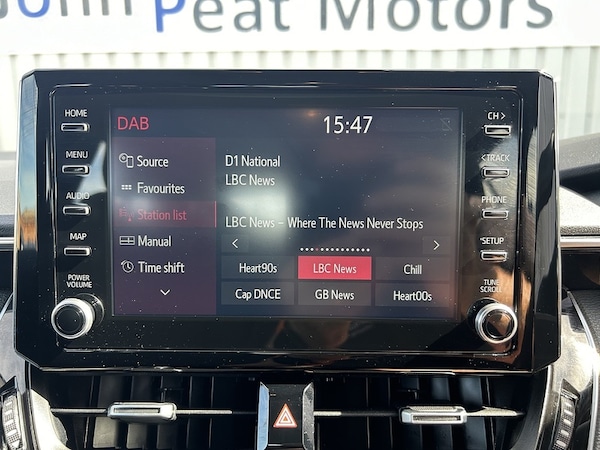 John Peat Motors
HOME
MENU
AUDIO
MAP
POWER
VOLUME
DAB
15:47
Source
Favourites
Station list
Manual
Time shift
D1 National
LBC News
LBC News – Where The News Never Stops
Heart90s LBC News Chill
Cap DNCE GB News Heart00s
CH >
< TRACK
PHONE
SETUP
TUNE
SCROLL